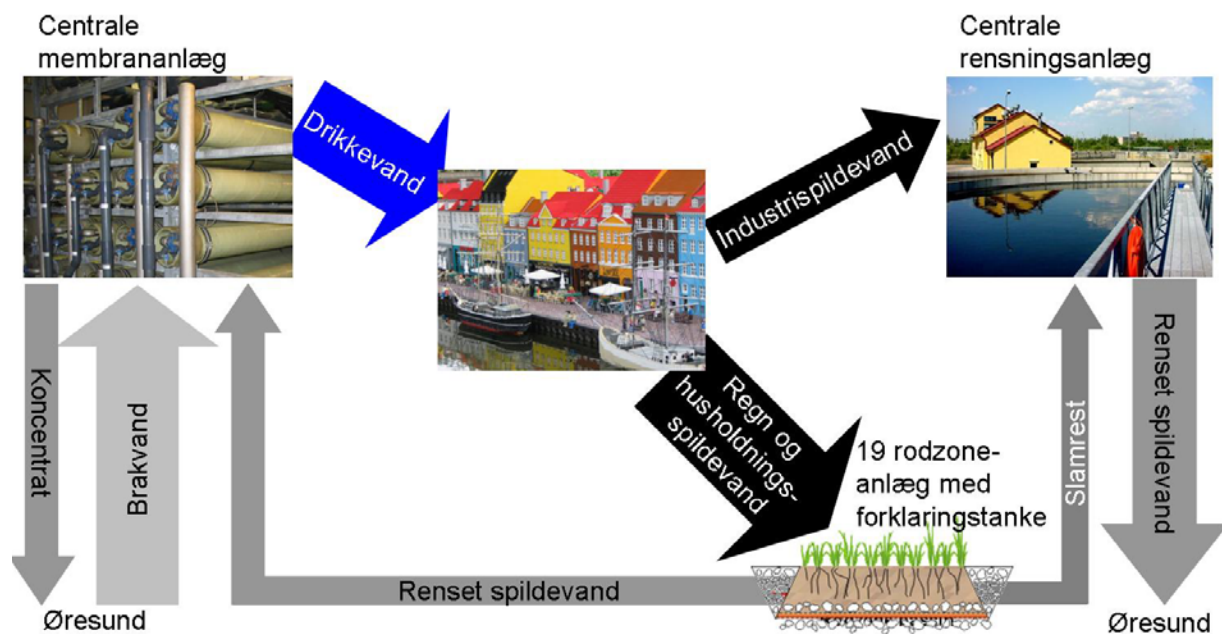 Centrale
membrananlæg
Centrale
rensningsanlæg
Drikkevand
Industrispildevand
Regn og
husholdnings-
spildevand
19 rodzone-
anlæg med
forklaringstanke
Koncentrat
Brakvand
Slamrest
Renset spildevand
Renset spildevand
Øresund
Øresund